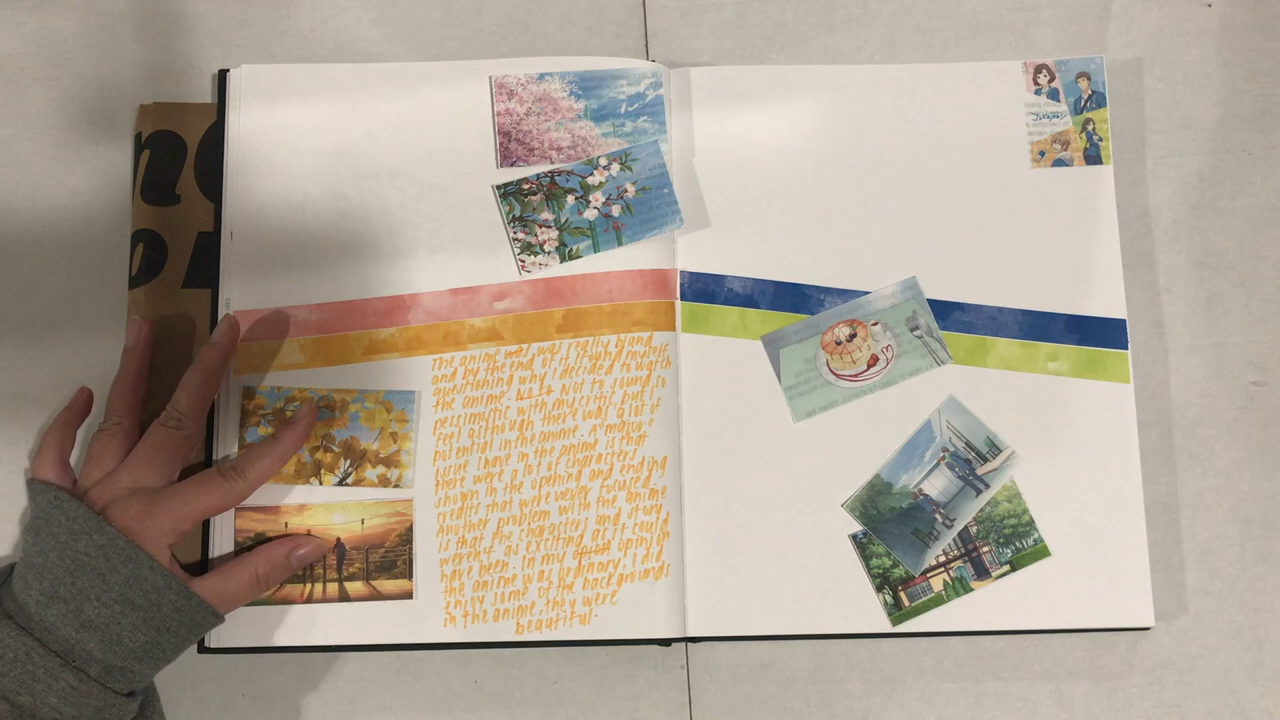 The anime was was really bland
and by the end of it I found myself
questioning why I decided to watch
the anime. Not to Not to sound so
pessimistic with my critic, but I
feel although there was a lot of
potential in the anime. A "major"
issue I have in the anime is that
there were a lot of characters
shown in the opening and ending
credits that were never focused.
Another problem with the anime
is that the characters and story
weren't as exciting as it could
have been. In my opinion
the anime was ordinary, I did
enjoy some of the backgrounds
in the anime, they were
beautiful.